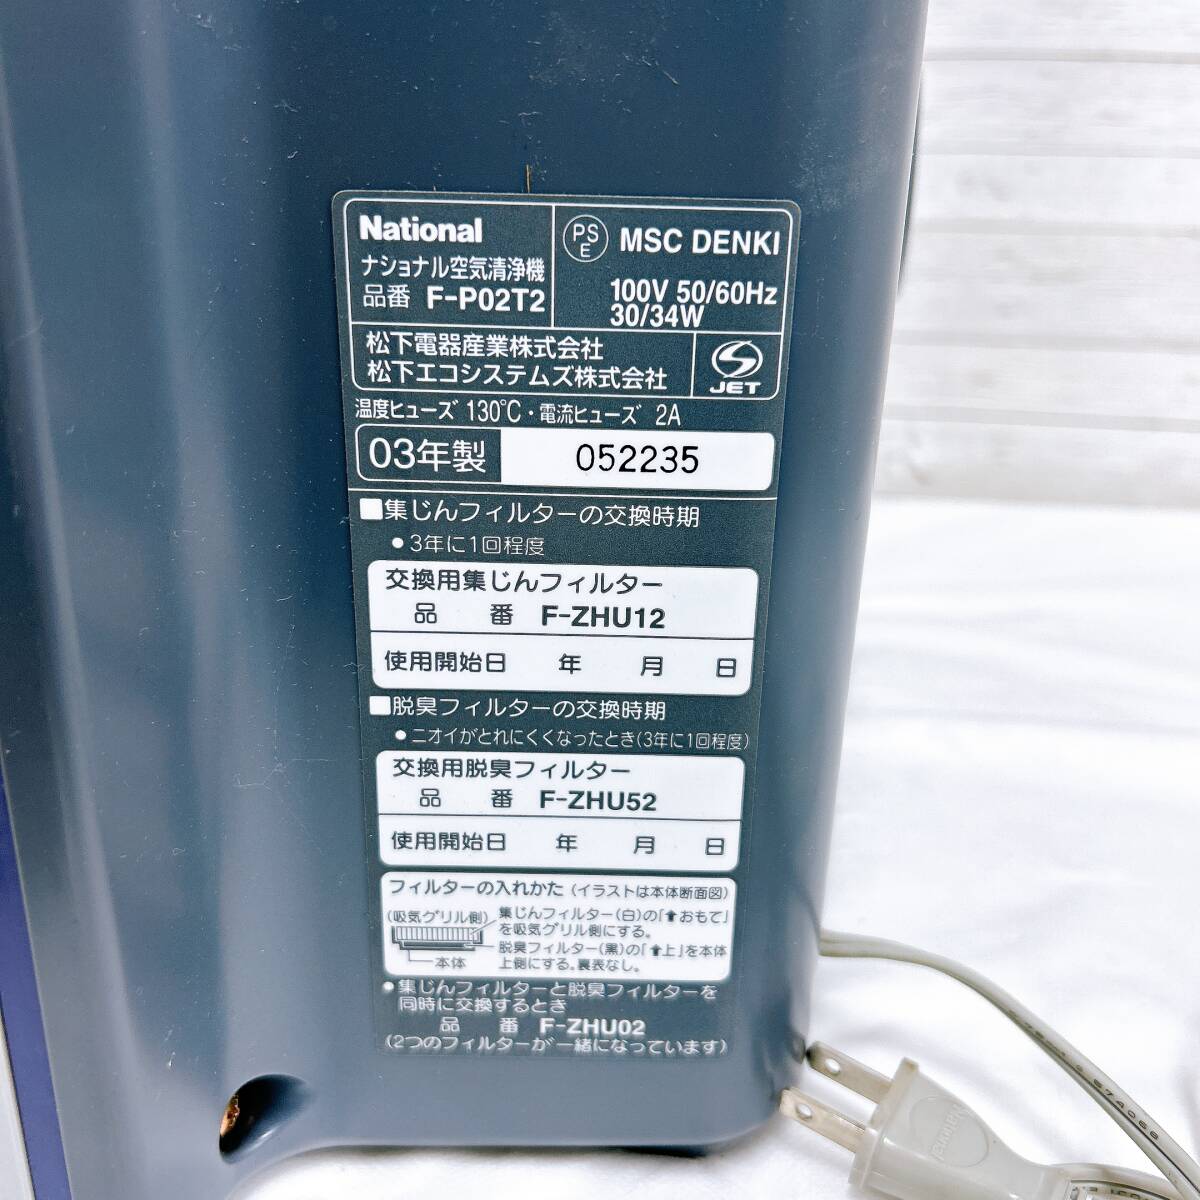 National
ナショナル空気清浄機
品番 F-P02T2
PSE MSC DENKI
100V 50/60Hz
30/34W
松下電器産業株式会社
松下エコシステムズ株式会社
JET
温度ヒューズ 130℃・電流ヒューズ 2A
03年製 052235
■集じんフィルターの交換時期
●3年に1回程度
交換用集じんフィルター
品 番 F-ZHU12
使用開始日 年 月 日
■脱臭フィルターの交換時期
●ニオイがとれにくくなったとき(3年に1回程度)
交換用脱臭フィルター
品 番 F-ZHU52
使用開始日 年 月 日
フィルターの入れかた(イラストは本体断面図)
(吸気グリル側)
集じんフィルター(白)の「⬆おもて」
を吸気グリル側にする。
脱臭フィルター(黒)の「⬆上」を本体
上側にする。裏表なし。
本体
●集じんフィルターと脱臭フィルターを
同時に交換するとき
品 番 F-ZHU02
(2つのフィルターが一緒になっています)
National